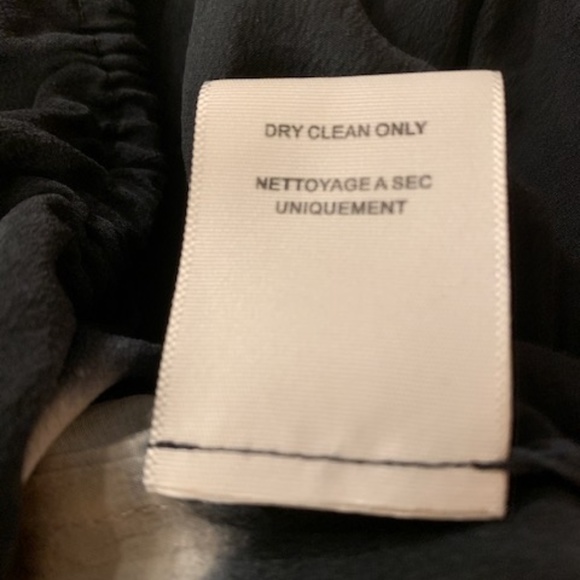 DRY CLEAN ONLY
NETTOYAGE A SEC
UNIQUEMENT